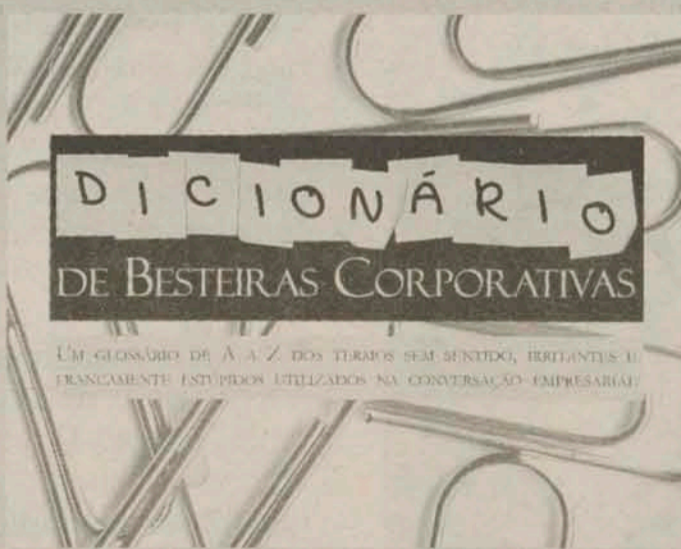 DICIONÁRIO
DE BESTEIRAS CORPORATIVAS
UM GLOSSÁRIO DE A A Z DOS TERMOS SEM SENTIDO, IRRITANTES E
FRANCAMENTE ESTÚPIDOS UTILIZADOS NA CONVERSAÇÃO EMPRESARIAL